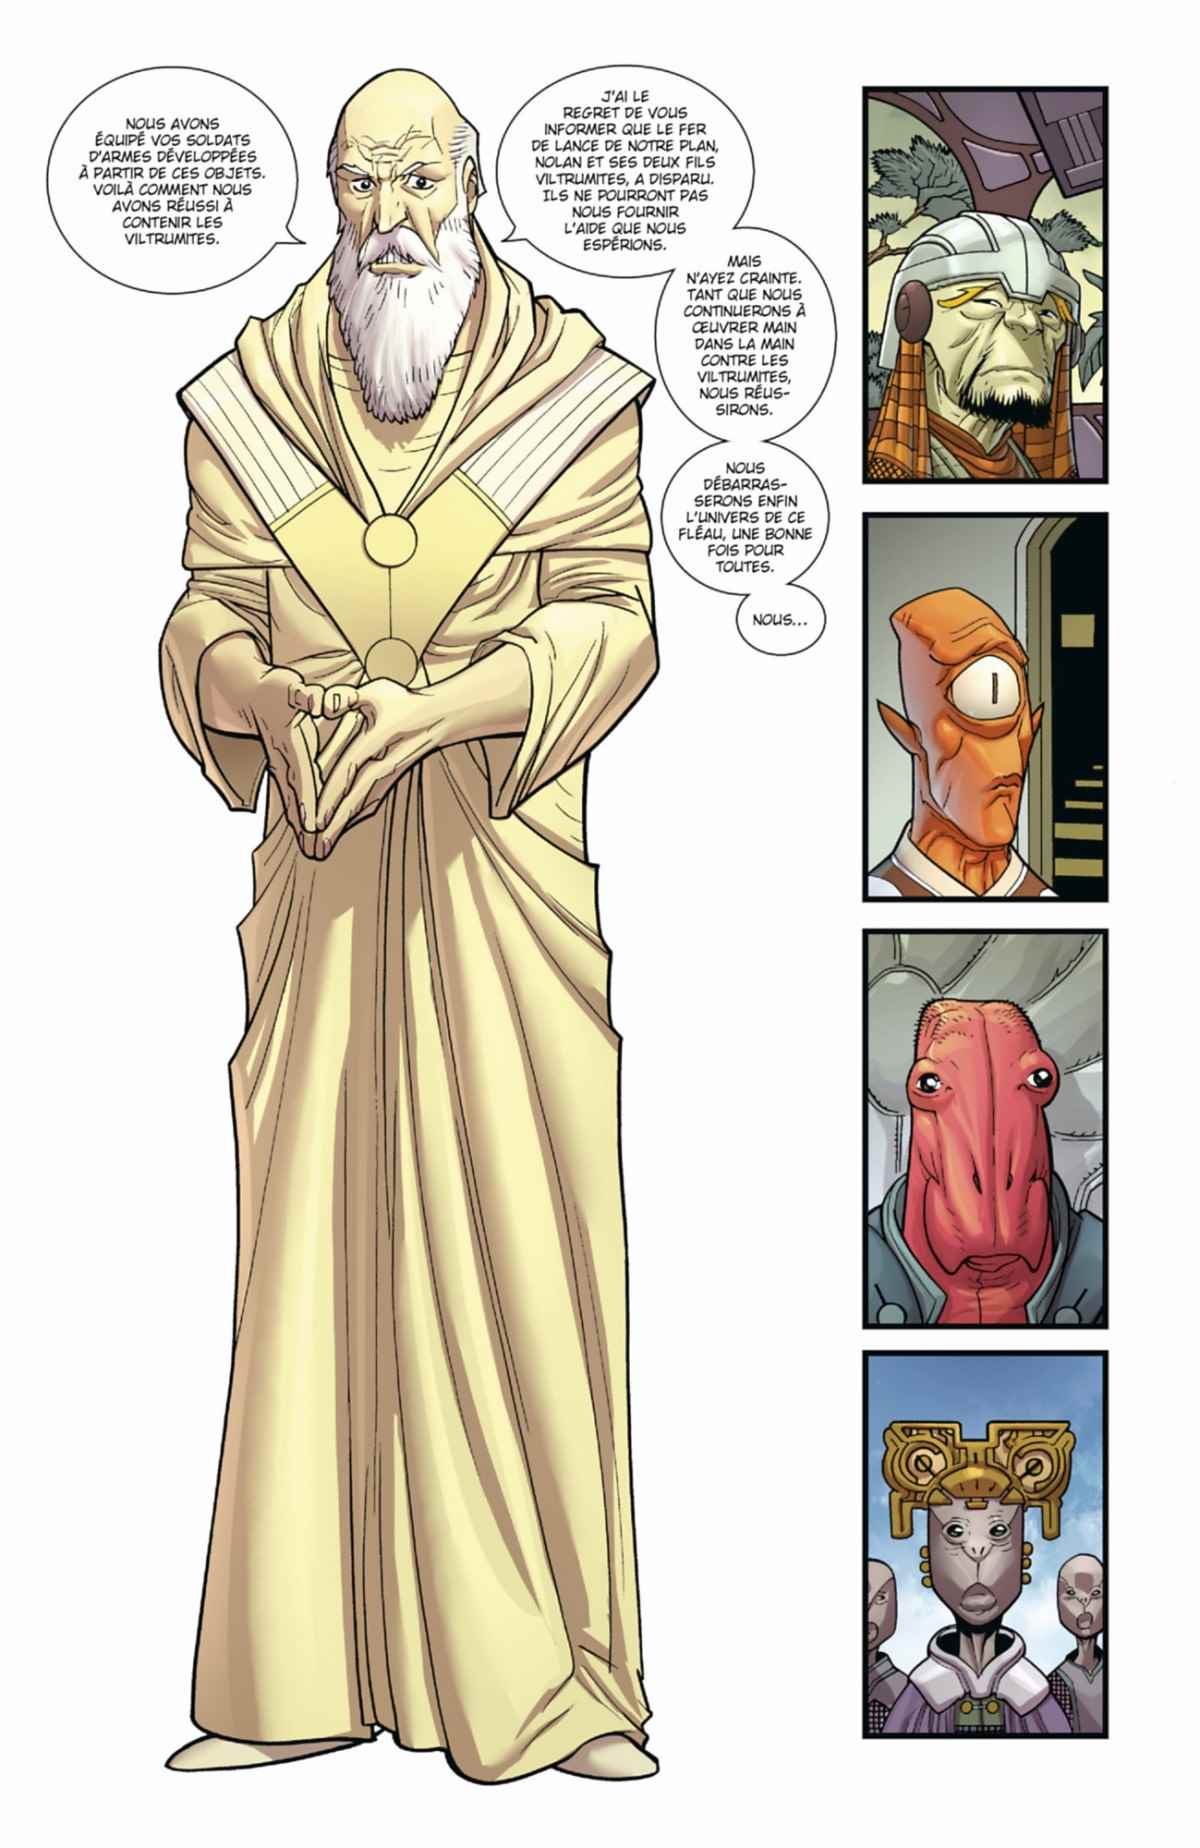 NOUS AVONS
ÉQUIPÉ VOS SOLDATS
D'ARMES DÉVELOPPÉES
À PARTIR DE CES OBJETS.
VOILÀ COMMENT NOUS
AVONS RÉUSSI À
CONTENIR LES
VILTRUMITES.
J'AI LE
REGRET DE VOUS
INFORMER QUE LE FER
DE LANCE DE NOTRE PLAN,
NOLAN ET SES DEUX FILS
VILTRUMITES, A DISPARU.
ILS NE POURRONT PAS
NOUS FOURNIR
L'AIDE QUE NOUS
ESPÉRIONS.
MAIS
N'AYEZ CRAINTE.
TANT QUE NOUS
CONTINUERONS À
ŒUVRER MAIN
DANS LA MAIN
CONTRE LES
VILTRUMITES,
NOUS RÉUS-
SIRONS.
NOUS
DÉBARRAS-
SERONS ENFIN
L'UNIVERS DE CE
FLÉAU, UNE BONNE
FOIS POUR
TOUTES.
NOUS...